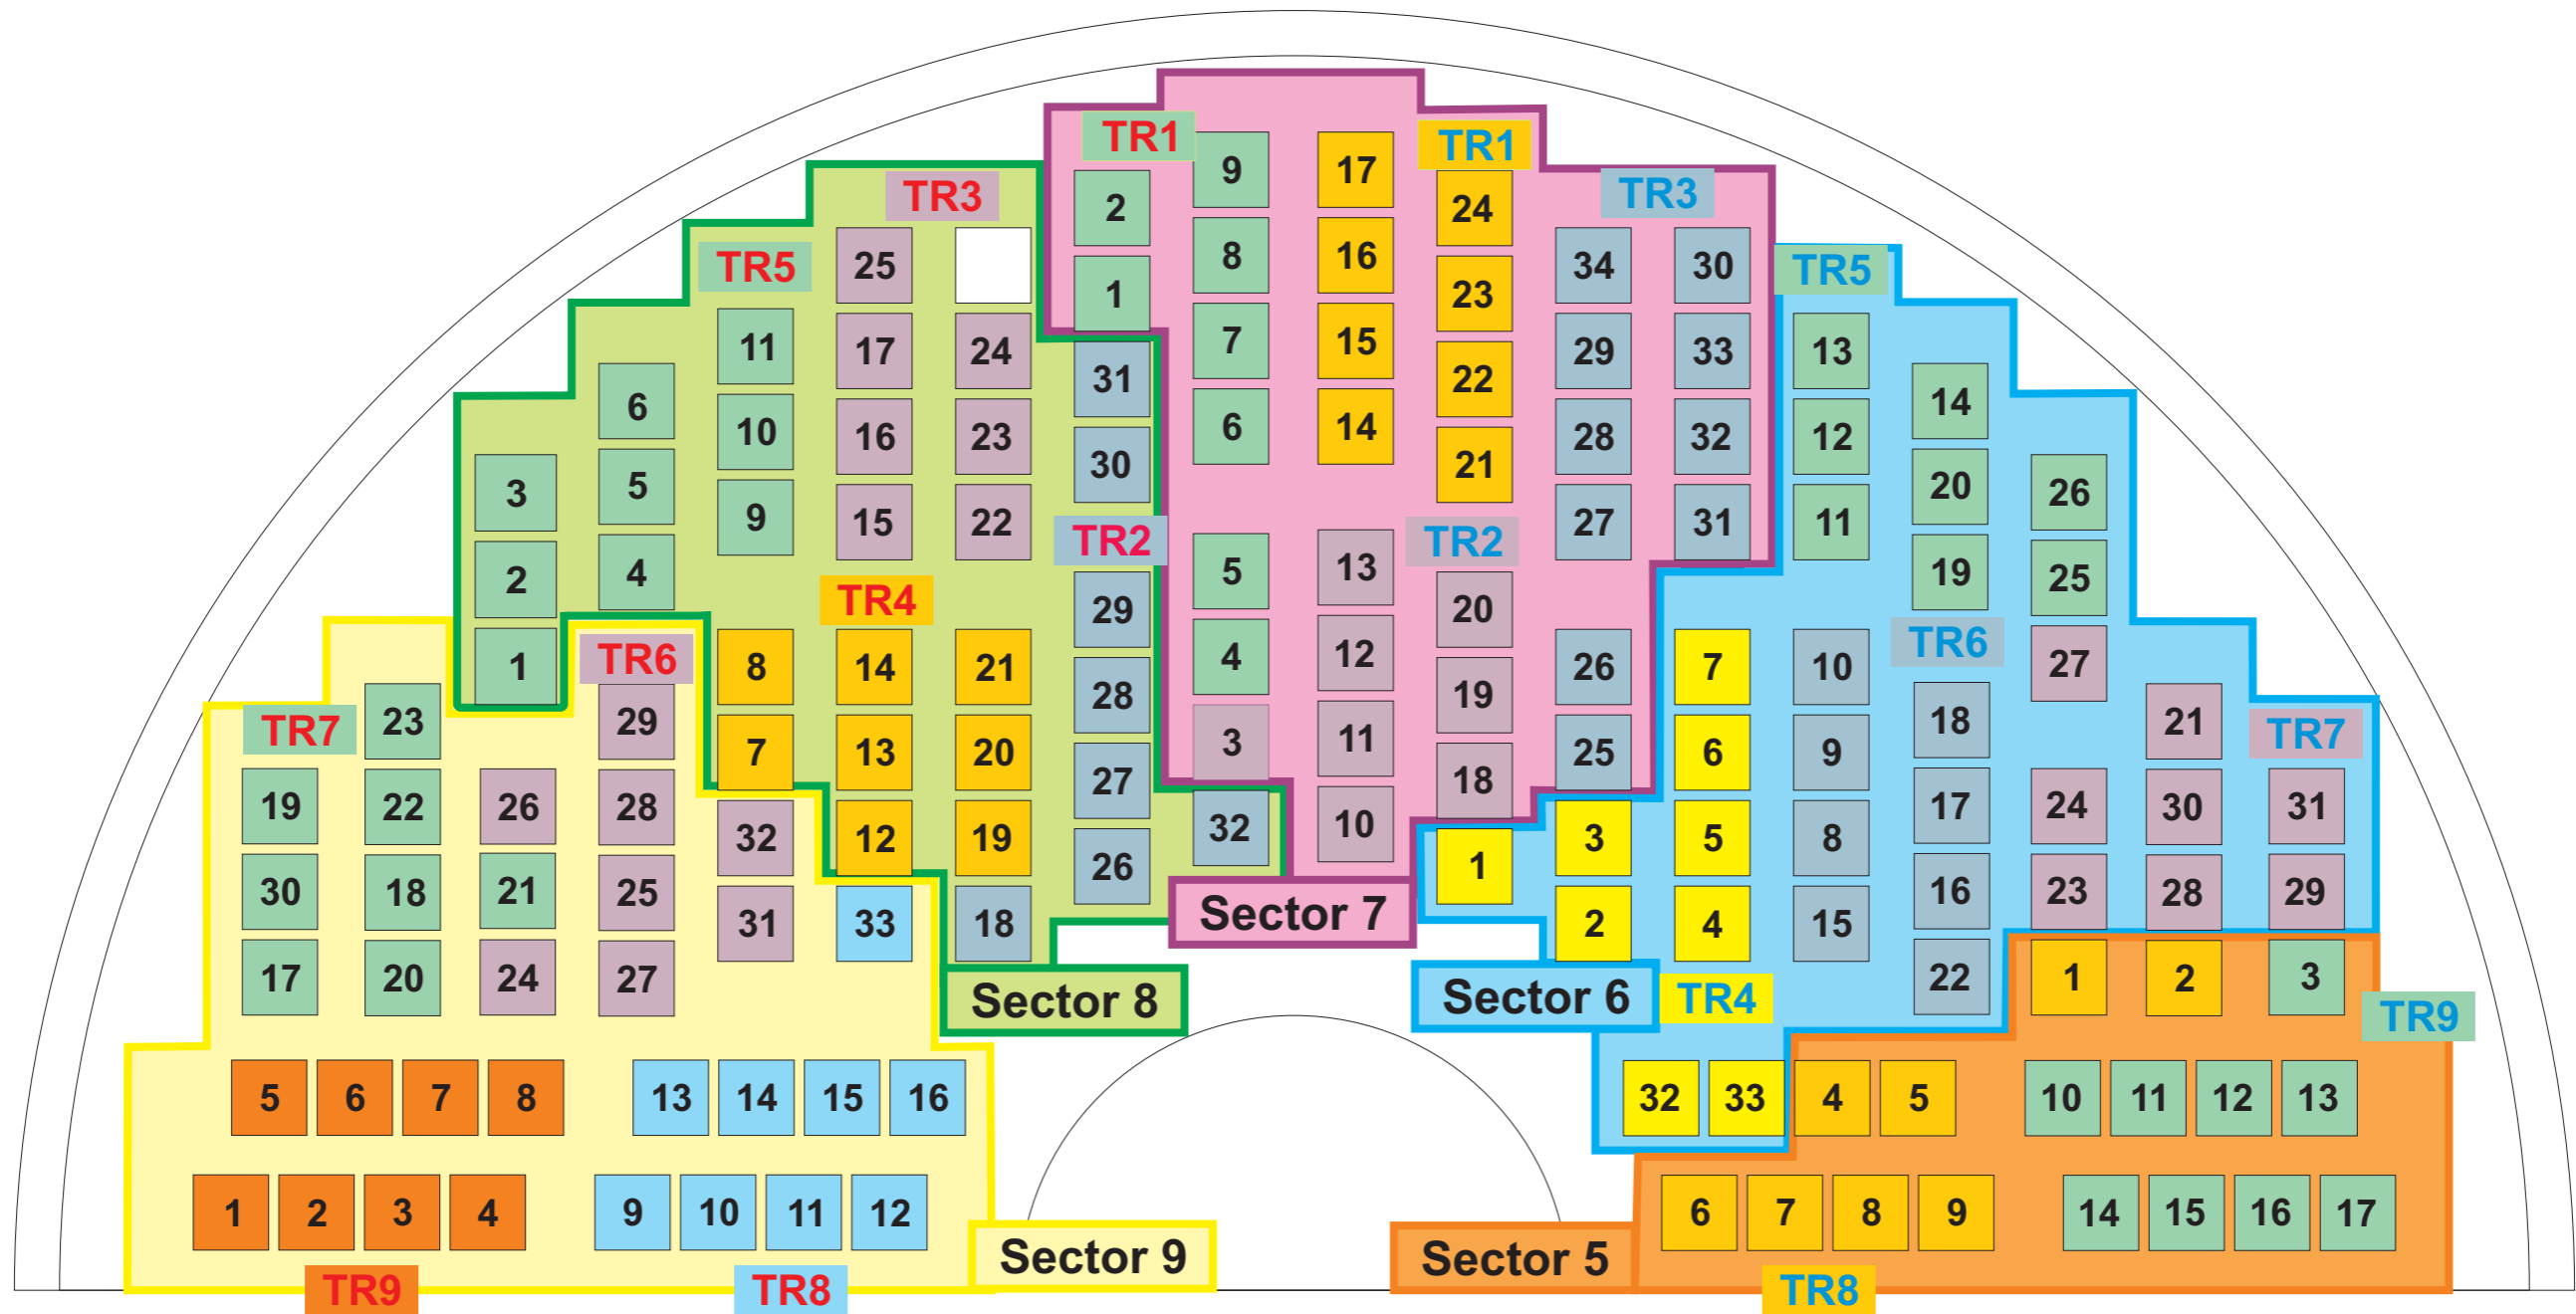 TR1 9 17 TR1
2 24 TR3
TR3 8 16
TR5 25 1 23 34 30 TR5
11 17 24 7 15 22 29 33 13
6 31 14
10 16 23 30 6 14 21 28 32 12
3 5 20 26
9 15 22 TR2 TR2 27 31 11
2 4 5 13 19 25
TR4 29 20
1 TR6 8 14 21 4 12 26 7 10 TR6 27
TR7 23 29 28 19 18 21 TR7
7 13 20 3 11 25 6 9
19 22 26 28 27 18 17 24 30 31
32 12 19 32 10 3 5 8
30 18 21 25 26 1 16 23 28 29
31 33 18 Sector 7 2 4 15
17 20 24 27 22 1 2 3
Sector 8 Sector 6 TR4 TR9
5 6 7 8 13 14 15 16 32 33 4 5 10 11 12 13
1 2 3 4 9 10 11 12 6 7 8 9 14 15 16 17
Sector 9 Sector 5
TR9 TR8 TR8